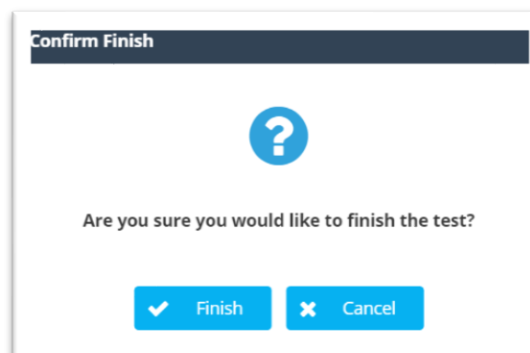 Confirm Finish
?
Are you sure you would like to finish the test?
Finish Cancel